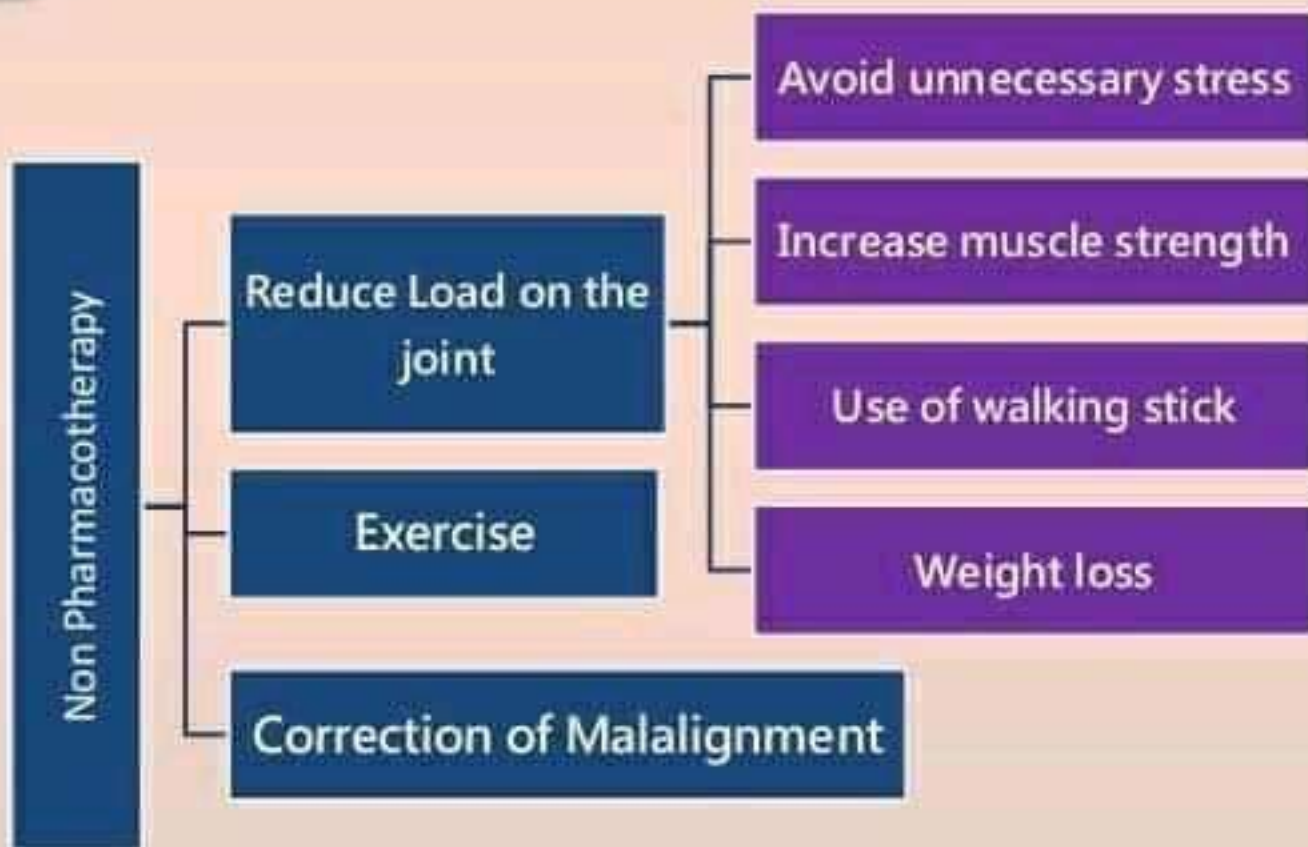 Non Pharmacotherapy
Reduce Load on the
joint
Exercise
Correction of Malalignment
Avoid unnecessary stress
Increase muscle strength
Use of walking stick
Weight loss